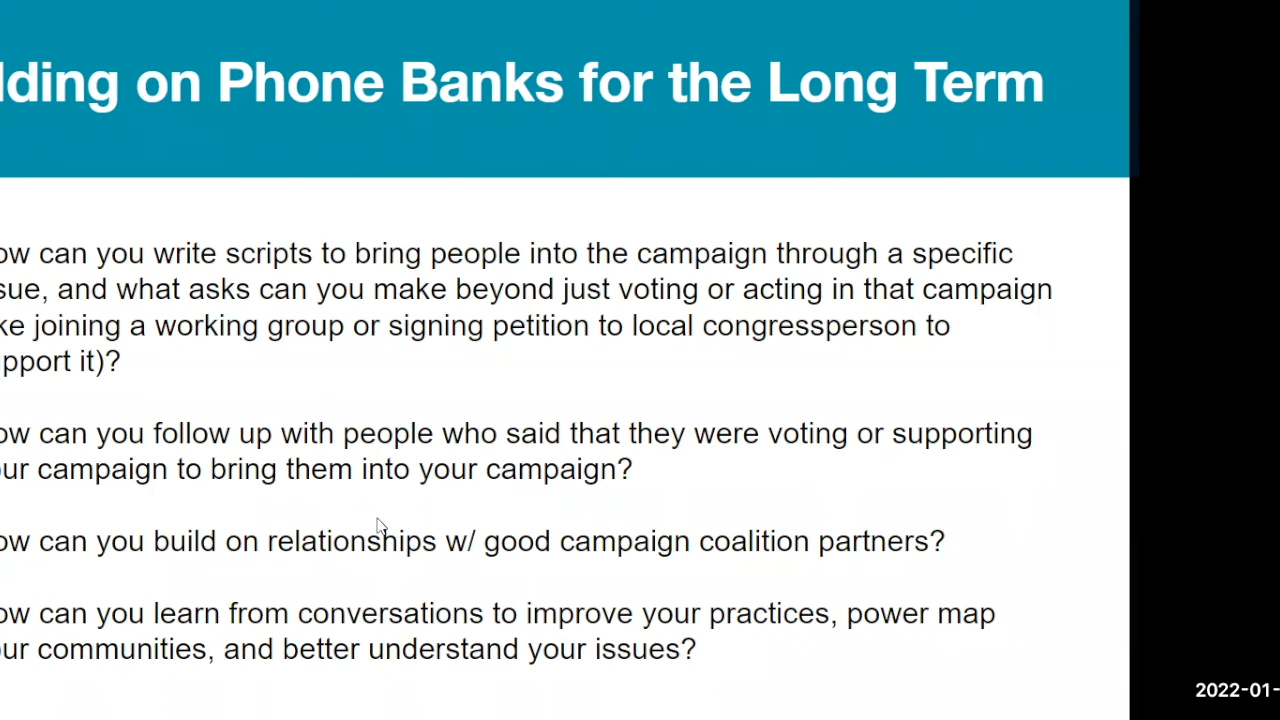 lding on Phone Banks for the Long Term
ow can you write scripts to bring people into the campaign through a specific
sue, and what asks can you make beyond just voting or acting in that campaign
ke joining a working group or signing petition to local congressperson to
pport it)?
ow can you follow up with people who said that they were voting or supporting
ur campaign to bring them into your campaign?
ow can you build on relationships w/ good campaign coalition partners?
ow can you learn from conversations to improve your practices, power map
ur communities, and better understand your issues?
2022-01-